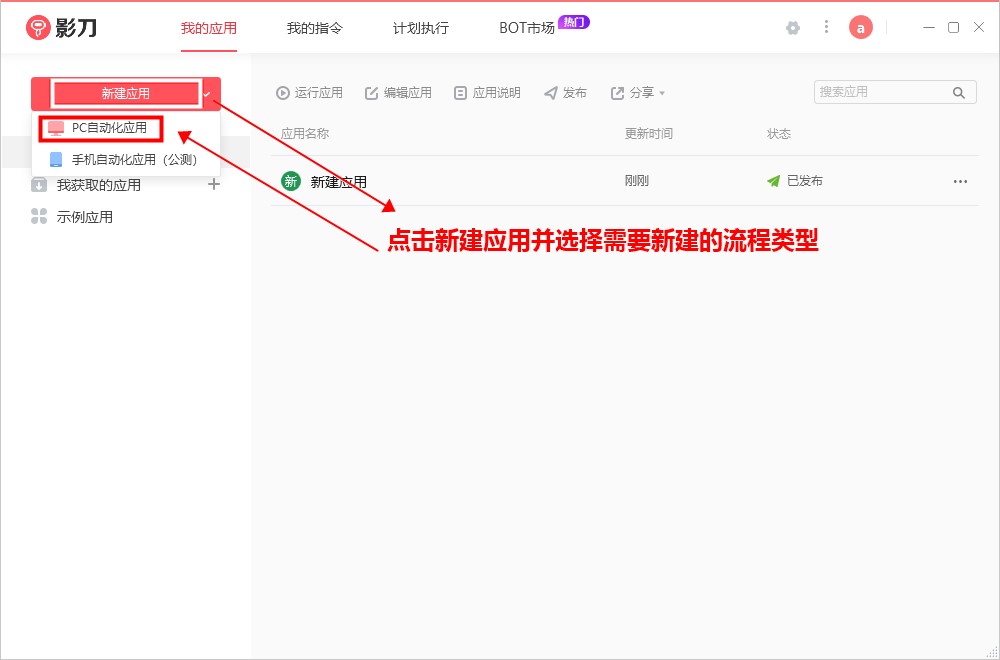 影刀
我的应用 我的指令 计划执行 BOT市场 热门
a
新建应用
运行应用 编辑应用 应用说明 发布 分享 搜索应用
PC自动化应用
应用名称 更新时间 状态
手机自动化应用（公测）
新 新建应用 刚刚 已发布
我获取的应用
示例应用
点击新建应用并选择需要新建的流程类型